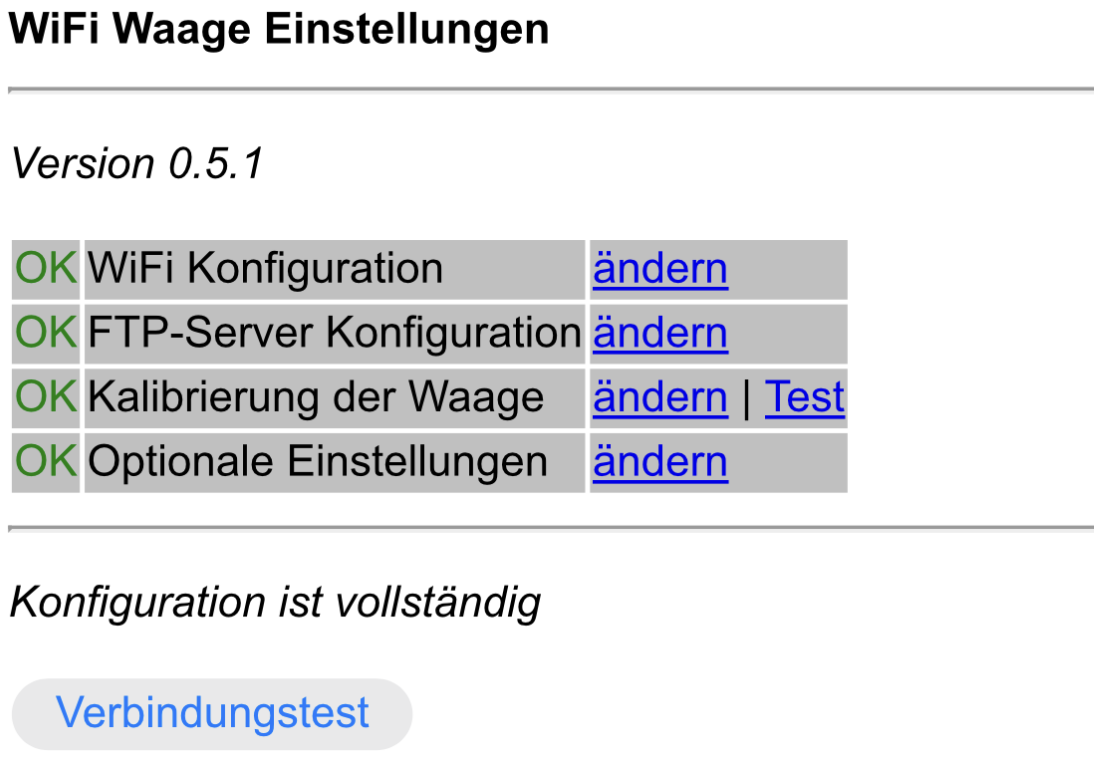 WiFi Waage Einstellungen
Version 0.5.1
OK WiFi Konfiguration ändern
OK FTP-Server Konfiguration ändern
OK Kalibrierung der Waage ändern | Test
OK Optionale Einstellungen ändern
Konfiguration ist vollständig
Verbindungstest